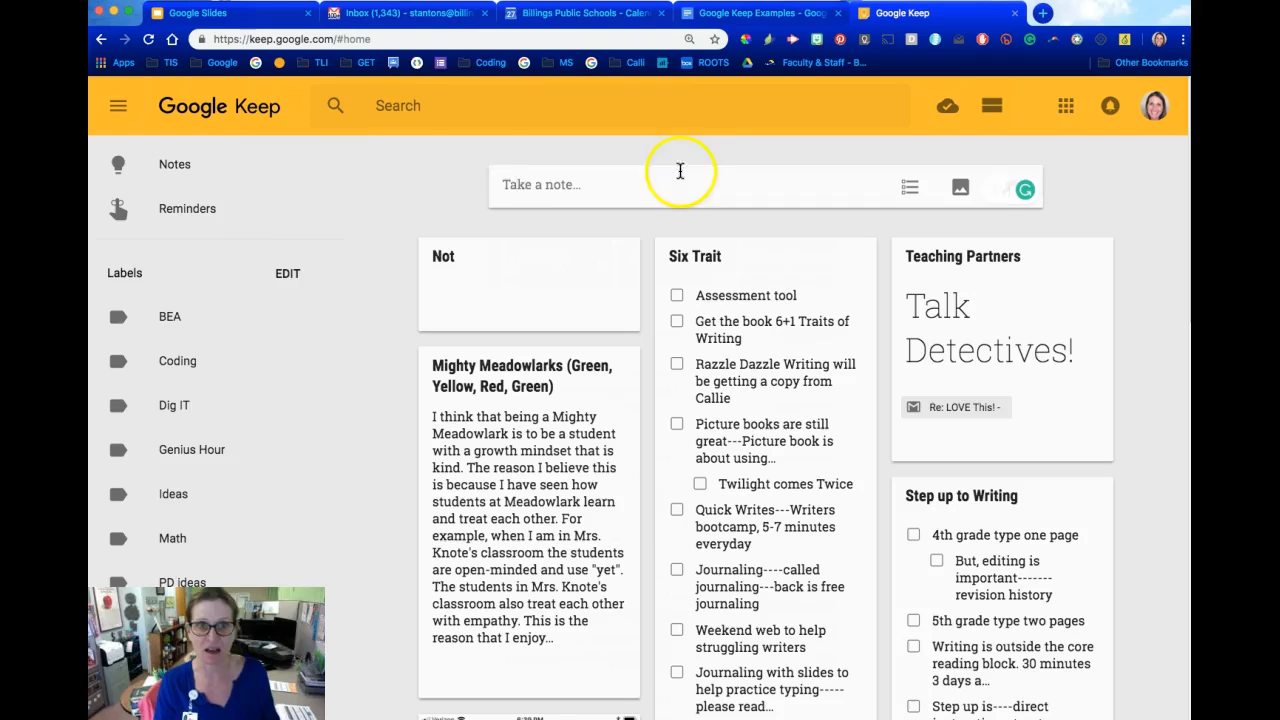 Google Slides
Inbox (1,343) - stantons@billin
Billings Public Schools - Calen
Google Keep Examples - Goog
Google Keep
https://keep.google.com/#home
Apps
TIS
Google
TLI
GET
Coding
MS
Calli
ROOTS
Faculty & Staff - B...
Other Bookmarks
Google Keep
Search
Notes
Reminders
Labels
EDIT
BEA
Coding
Dig IT
Genius Hour
Ideas
Math
PD ideas
Take a note...
Not
Mighty Meadowlarks (Green,
Yellow, Red, Green)
I think that being a Mighty
Meadowlark is to be a student
with a growth mindset that is
kind. The reason I believe this
is because I have seen how
students at Meadowlark learn
and treat each other. For
example, when I am in Mrs.
Knote's classroom the students
are open-minded and use "yet".
The students in Mrs. Knote's
classroom also treat each other
with empathy. This is the
reason that I enjoy...
Six Trait
Assessment tool
Get the book 6+1 Traits of
Writing
Razzle Dazzle Writing will
be getting a copy from
Callie
Picture books are still
great---Picture book is
about using...
Twilight comes Twice
Quick Writes---Writers
bootcamp, 5-7 minutes
everyday
Journaling----called
journaling---back is free
journaling
Weekend web to help
struggling writers
Journaling with slides to
help practice typing-----
please read...
Teaching Partners
Talk
Detectives!
Re: LOVE This! -
Step up to Writing
4th grade type one page
But, editing is
important-------
revision history
5th grade type two pages
Writing is outside the core
reading block. 30 minutes
3 days a...
Step up is----direct